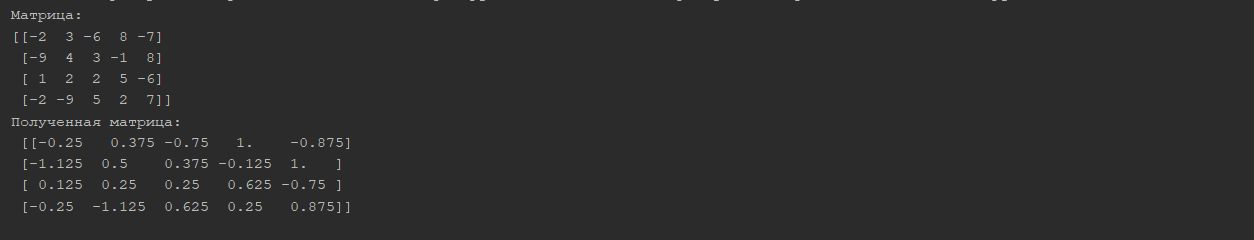 Матрица:
[[-2  3 -6  8 -7]
 [-9  4  3 -1  8]
 [ 1  2  2  5 -6]
 [-2 -9  5  2  7]]
Полученная матрица:
 [[-0.25   0.375 -0.75   1.    -0.875]
 [-1.125  0.5    0.375 -0.125  1.   ]
 [ 0.125  0.25   0.25   0.625 -0.75 ]
 [-0.25  -1.125  0.625  0.25   0.875]]